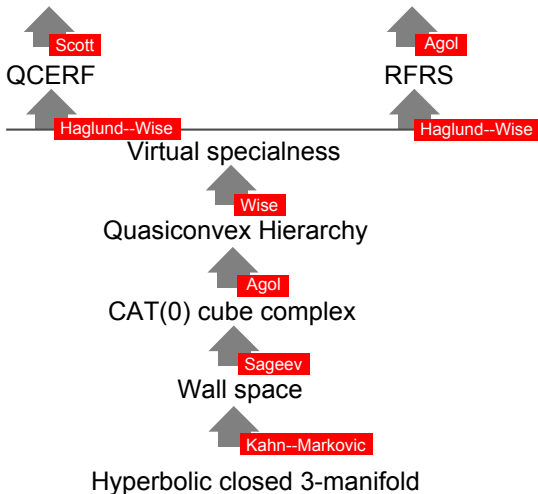 Scott
Agol
QCERF
RFRS
Haglund--Wise
Haglund--Wise
Virtual specialness
Wise
Quasiconvex Hierarchy
Agol
CAT(0) cube complex
Sageev
Wall space
Kahn--Markovic
Hyperbolic closed 3-manifold